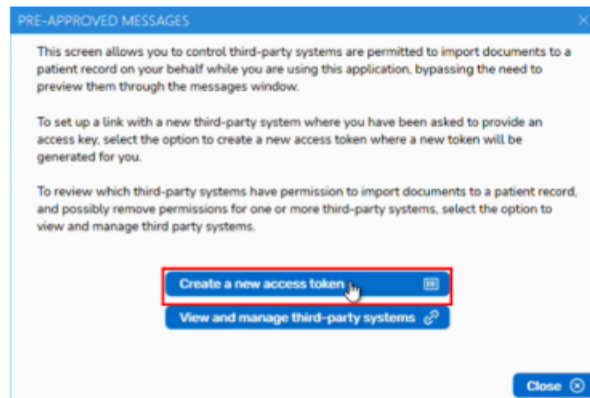 PRE-APPROVED MESSAGES
This screen allows you to control third-party systems are permitted to import documents to a
patient record on your behalf while you are using this application, bypassing the need to
preview them through the messages window.
To set up a link with a new third-party system where you have been asked to provide an
access key, select the option to create a new access token where a new token will be
generated for you.
To review which third-party systems have permission to import documents to a patient record,
and possibly remove permissions for one or more third-party systems, select the option to
view and manage third party systems.
Create a new access token
View and manage third-party systems
Close